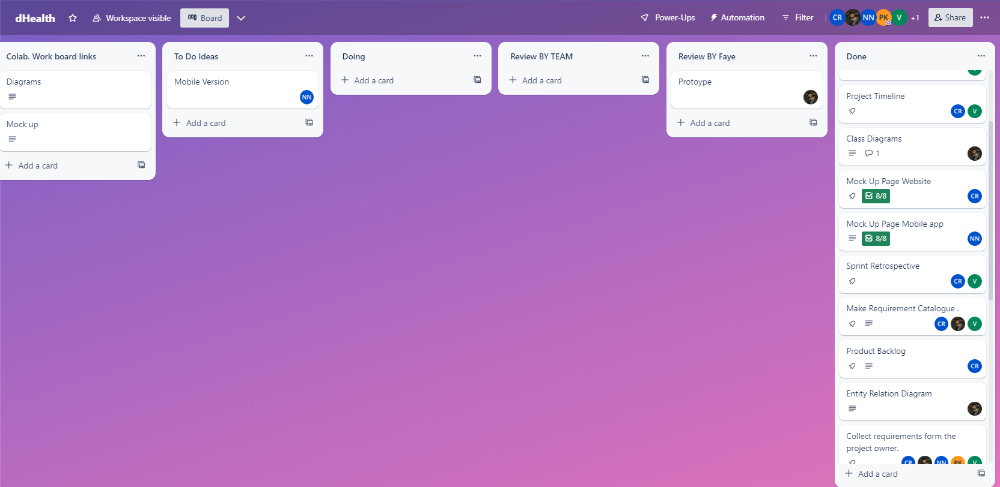 dHealth
Workspace visible
Board
Power-Ups
Automation
Filter
CR
NN
PK
V
+1
Share
Colab. Work board links
Diagrams
Mock up
Add a card
To Do Ideas
Mobile Version
NN
Add a card
Doing
Add a card
Review BY TEAM
Add a card
Review BY Faye
Protoype
Add a card
Done
Project Timeline
CR V
Class Diagrams
1
Mock Up Page Website
8/8
CR
Mock Up Page Mobile app
8/8
NN
Sprint Retrospective
CR V
Make Requirement Catalogue .
CR V
Product Backlog
CR
Entity Relation Diagram
Collect requirements form the
project owner.
CR NN PK V
Add a card